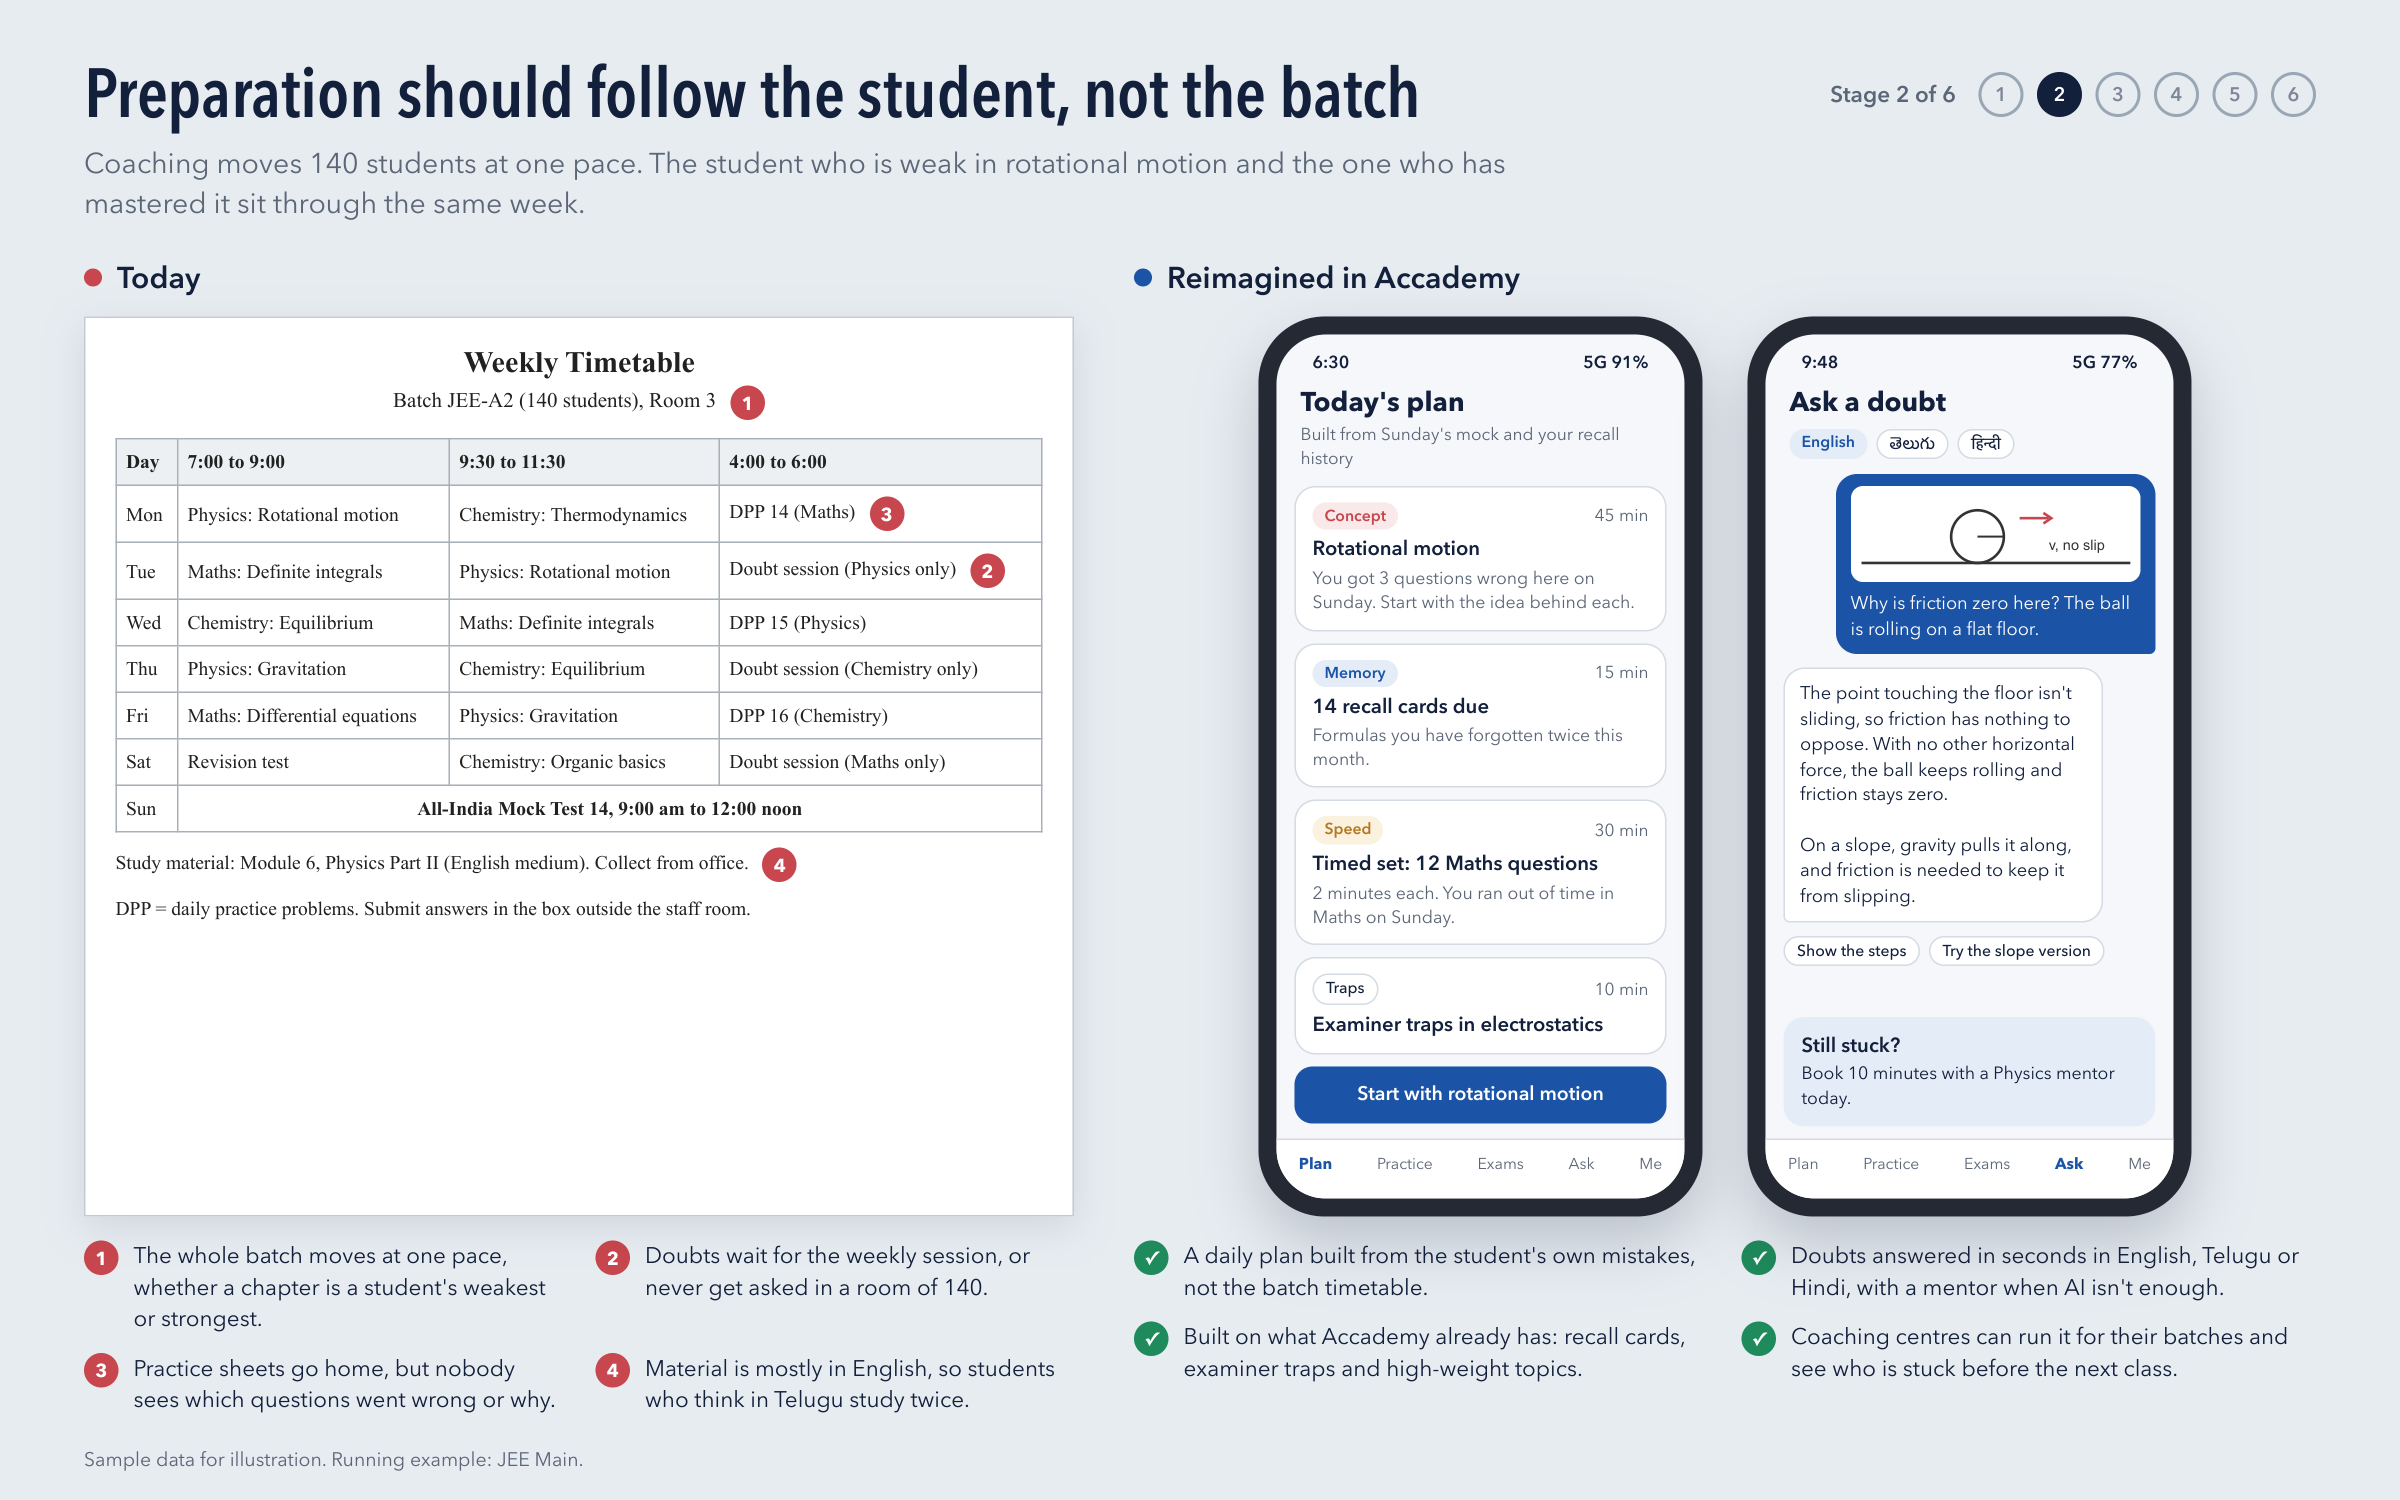 Preparation should follow the student, not the batch
Stage 2 of 6 1 2 3 4 5 6
Coaching moves 140 students at one pace. The student who is weak in rotational motion and the one who has
mastered it sit through the same week.
Today
Weekly Timetable
Batch JEE-A2 (140 students), Room 3 1
Day 7:00 to 9:00 9:30 to 11:30 4:00 to 6:00
Mon Physics: Rotational motion Chemistry: Thermodynamics DPP 14 (Maths) 3
Tue Maths: Definite integrals Physics: Rotational motion Doubt session (Physics only) 2
Wed Chemistry: Equilibrium Maths: Definite integrals DPP 15 (Physics)
Thu Physics: Gravitation Chemistry: Equilibrium Doubt session (Chemistry only)
Fri Maths: Differential equations Physics: Gravitation DPP 16 (Chemistry)
Sat Revision test Chemistry: Organic basics Doubt session (Maths only)
Sun All-India Mock Test 14, 9:00 am to 12:00 noon
Study material: Module 6, Physics Part II (English medium). Collect from office. 4
DPP = daily practice problems. Submit answers in the box outside the staff room.
1 The whole batch moves at one pace,
whether a chapter is a student's weakest
or strongest.
2 Doubts wait for the weekly session, or
never get asked in a room of 140.
3 Practice sheets go home, but nobody
sees which questions went wrong or why.
4 Material is mostly in English, so students
who think in Telugu study twice.
Reimagined in Accademy
6:30 5G 91%
Today's plan
Built from Sunday's mock and your recall
history
Concept 45 min
Rotational motion
You got 3 questions wrong here on
Sunday. Start with the idea behind each.
Memory 15 min
14 recall cards due
Formulas you have forgotten twice this
month.
Speed 30 min
Timed set: 12 Maths questions
2 minutes each. You ran out of time in
Maths on Sunday.
Traps 10 min
Examiner traps in electrostatics
Start with rotational motion
Plan Practice Exams Ask Me
9:48 5G 77%
Ask a doubt
English తెలుగు हिन्दी
v, no slip
Why is friction zero here? The ball
is rolling on a flat floor.
The point touching the floor isn't
sliding, so friction has nothing to
oppose. With no other horizontal
force, the ball keeps rolling and
friction stays zero.
On a slope, gravity pulls it along,
and friction is needed to keep it
from slipping.
Show the steps Try the slope version
Still stuck?
Book 10 minutes with a Physics mentor
today.
Plan Practice Exams Ask Me
A daily plan built from the student's own mistakes,
not the batch timetable.
Doubts answered in seconds in English, Telugu or
Hindi, with a mentor when AI isn't enough.
Built on what Accademy already has: recall cards,
examiner traps and high-weight topics.
Coaching centres can run it for their batches and
see who is stuck before the next class.
Sample data for illustration. Running example: JEE Main.